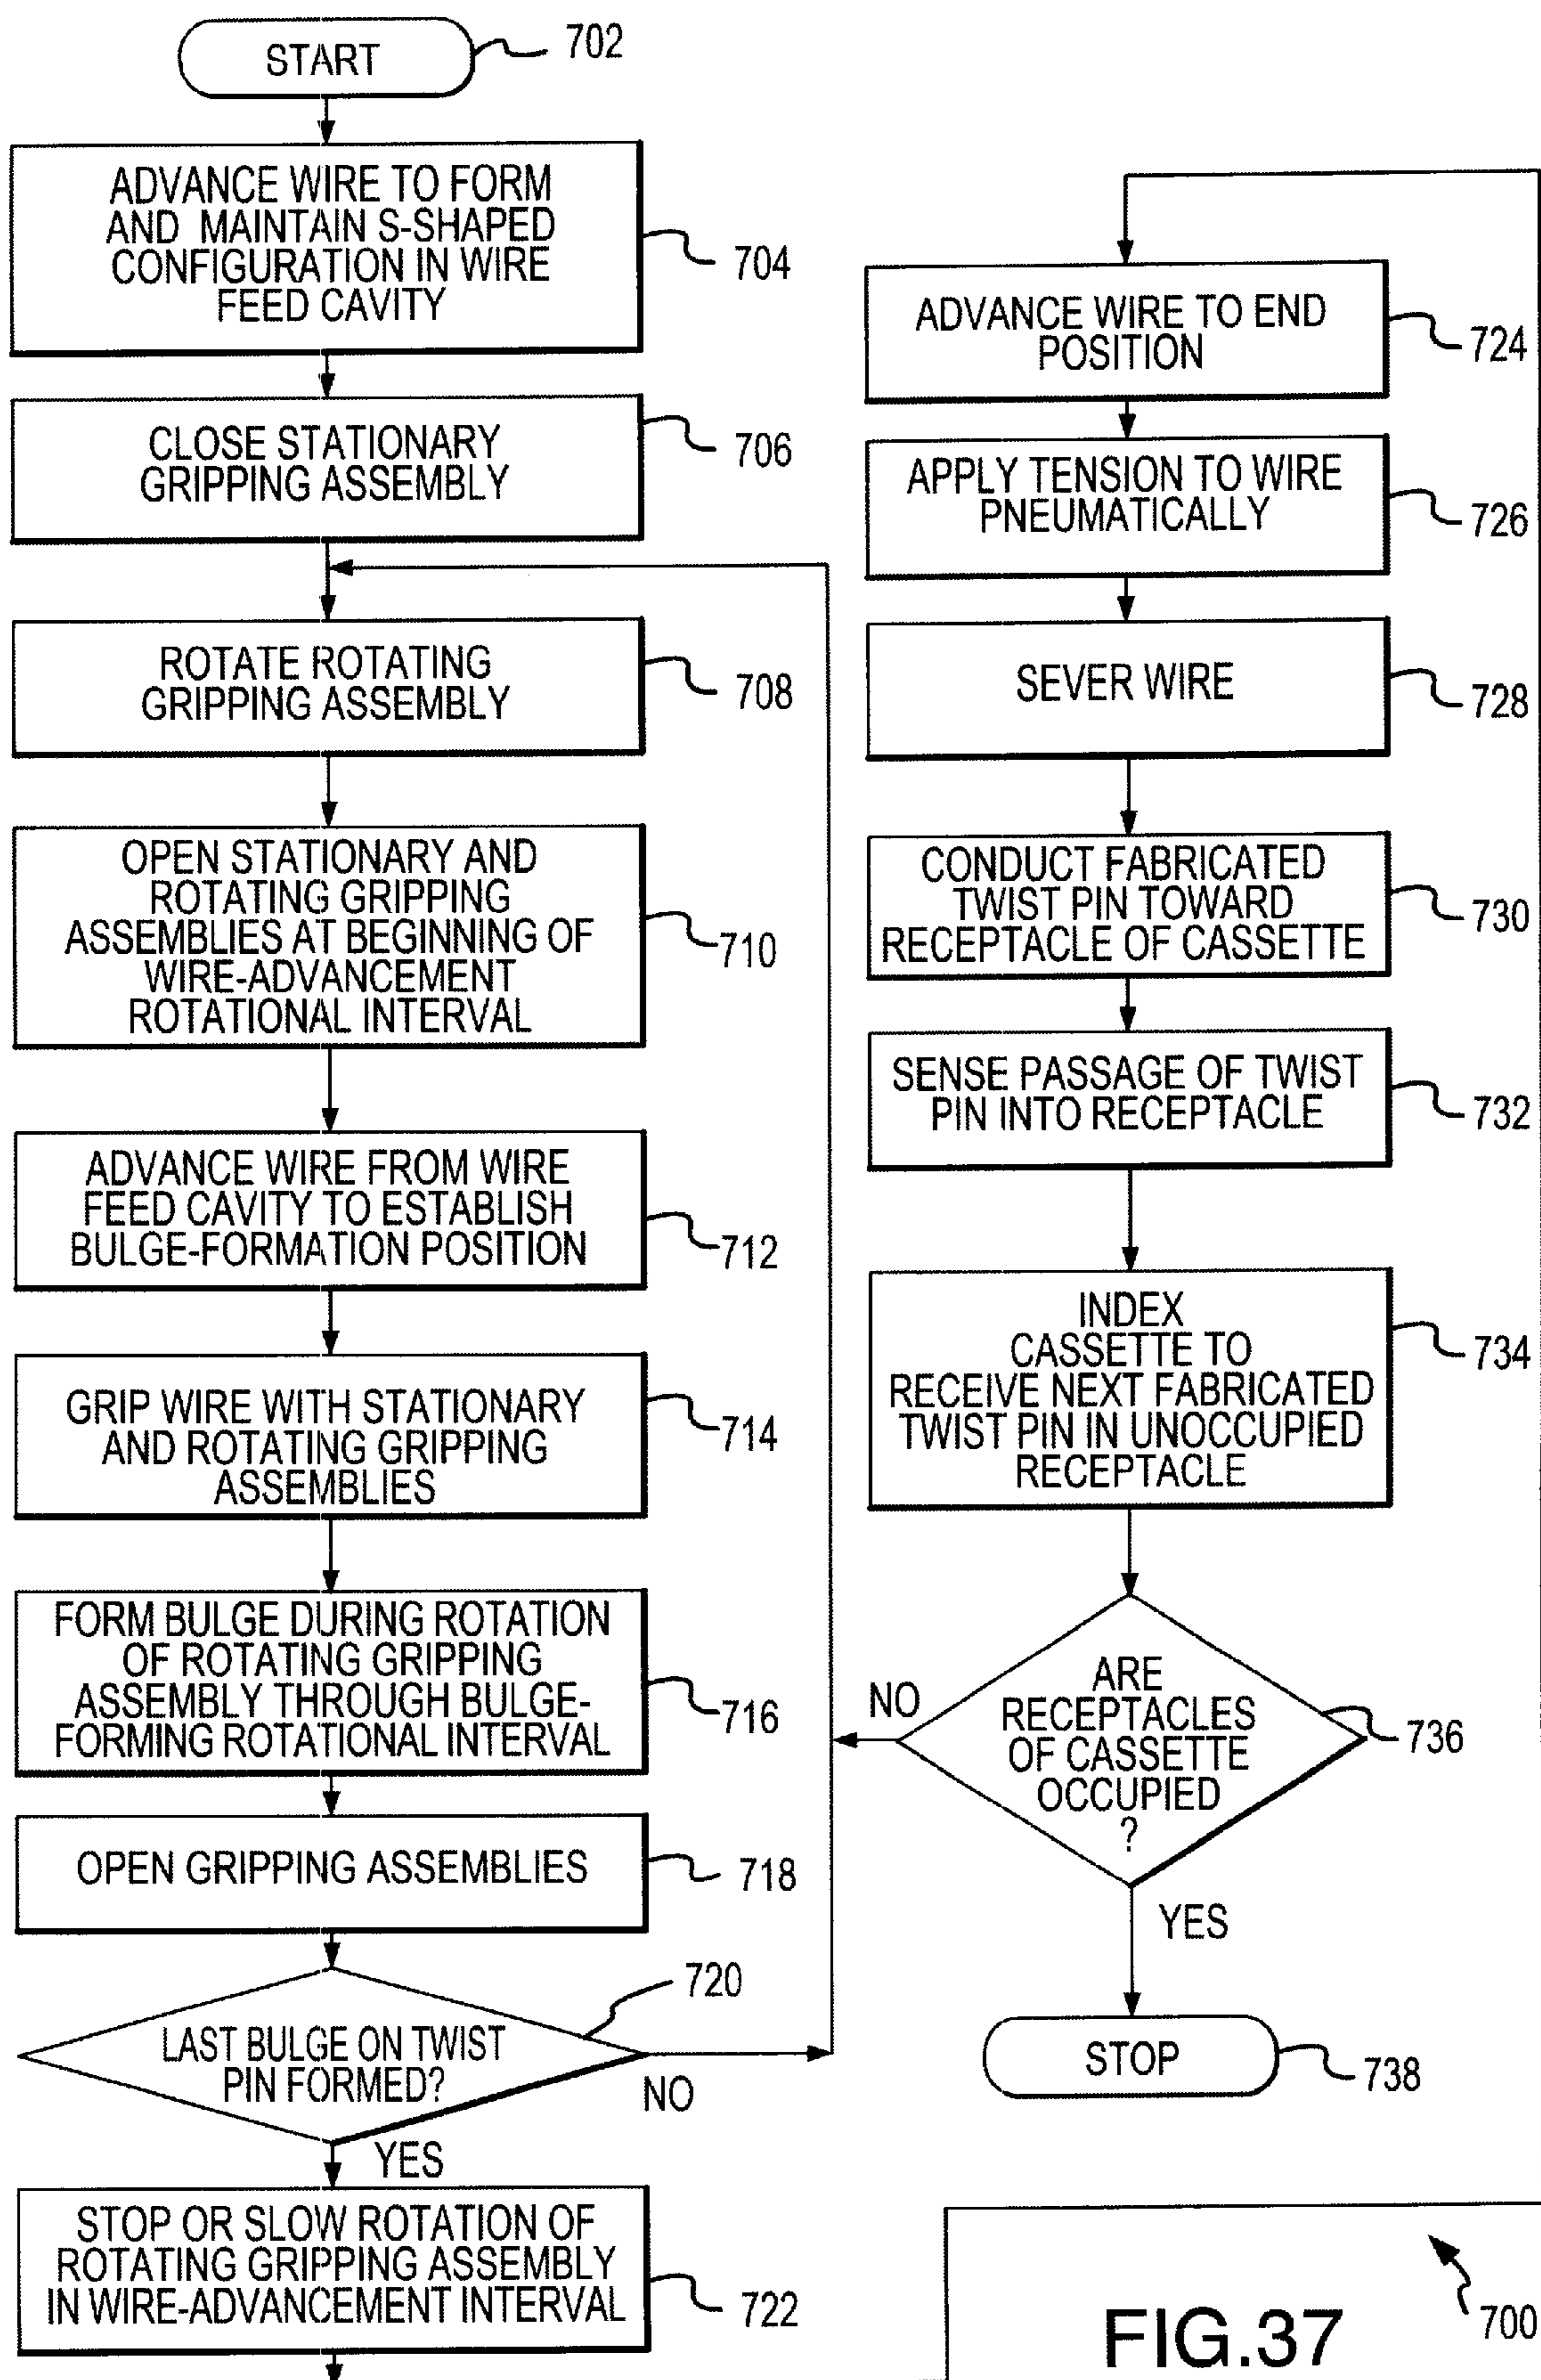 START
702
ADVANCE WIRE TO FORM
AND MAINTAIN S-SHAPED
CONFIGURATION IN WIRE
FEED CAVITY
704
CLOSE STATIONARY
GRIPPING ASSEMBLY
706
ROTATE ROTATING
GRIPPING ASSEMBLY
708
OPEN STATIONARY AND
ROTATING GRIPPING
ASSEMBLIES AT BEGINNING OF
WIRE-ADVANCEMENT
ROTATIONAL INTERVAL
710
ADVANCE WIRE FROM WIRE
FEED CAVITY TO ESTABLISH
BULGE-FORMATION POSITION
712
GRIP WIRE WITH STATIONARY
AND ROTATING GRIPPING
ASSEMBLIES
714
FORM BULGE DURING ROTATION
OF ROTATING GRIPPING
ASSEMBLY THROUGH BULGE-
FORMING ROTATIONAL INTERVAL
716
OPEN GRIPPING ASSEMBLIES
718
720
LAST BULGE ON TWIST
PIN FORMED?
NO
YES
STOP OR SLOW ROTATION OF
ROTATING GRIPPING ASSEMBLY
IN WIRE-ADVANCEMENT INTERVAL
722
ADVANCE WIRE TO END
POSITION
724
APPLY TENSION TO WIRE
PNEUMATICALLY
726
SEVER WIRE
728
CONDUCT FABRICATED
TWIST PIN TOWARD
RECEPTACLE OF CASSETTE
730
SENSE PASSAGE OF TWIST
PIN INTO RECEPTACLE
732
INDEX
CASSETTE TO
RECEIVE NEXT FABRICATED
TWIST PIN IN UNOCCUPIED
RECEPTACLE
734
ARE
RECEPTACLES
OF CASSETTE
OCCUPIED
?
736
NO
YES
STOP
738
700
FIG.37